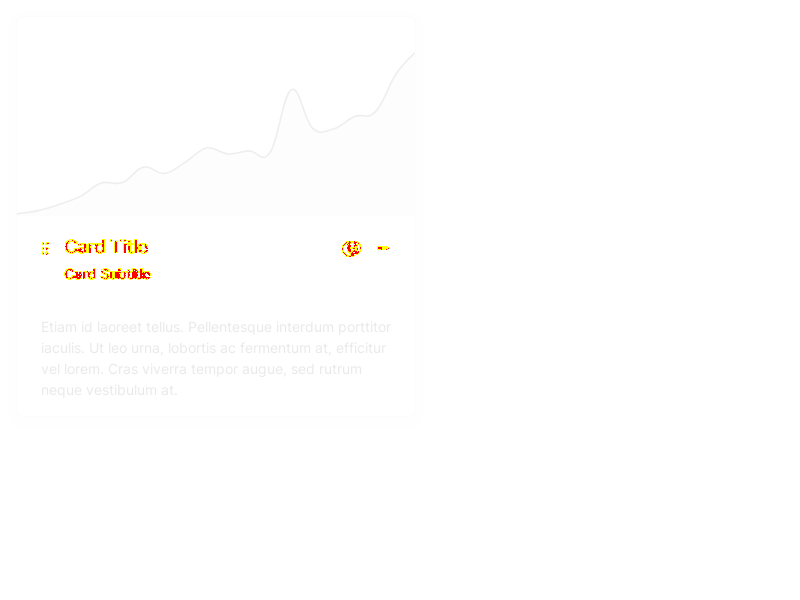 Card Title
Card Subtitle
Etiam id laoreet tellus. Pellentesque interdum porttitor
iaculis. Ut leo urna, lobortis ac fermentum at, efficitur
vel lorem. Cras viverra tempor augue, sed rutrum
neque vestibulum at.